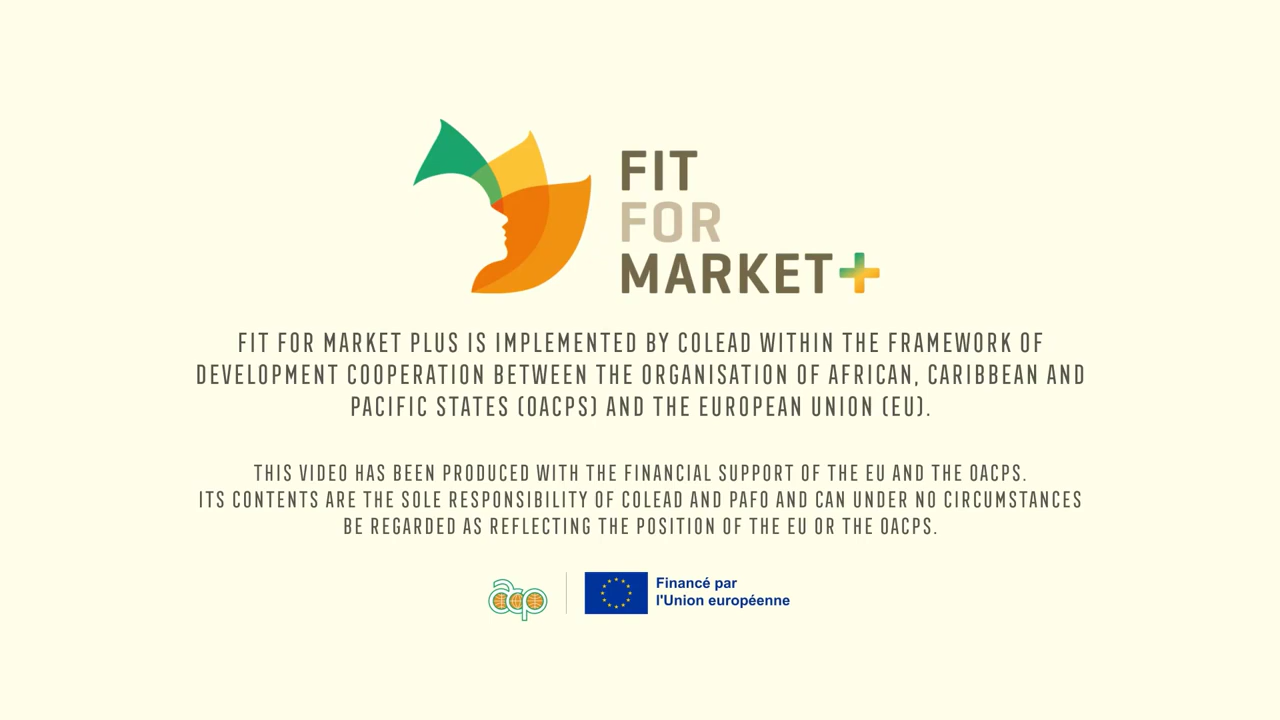 FIT
FOR
MARKET+
FIT FOR MARKET PLUS IS IMPLEMENTED BY COLEAD WITHIN THE FRAMEWORK OF
DEVELOPMENT COOPERATION BETWEEN THE ORGANISATION OF AFRICAN, CARIBBEAN AND
PACIFIC STATES (OACPS) AND THE EUROPEAN UNION (EU).
THIS VIDEO HAS BEEN PRODUCED WITH THE FINANCIAL SUPPORT OF THE EU AND THE OACPS.
ITS CONTENTS ARE THE SOLE RESPONSIBILITY OF COLEAD AND PAFO AND CAN UNDER NO CIRCUMSTANCES
BE REGARDED AS REFLECTING THE POSITION OF THE EU OR THE OACPS.
acp
Financé par
l'Union européenne